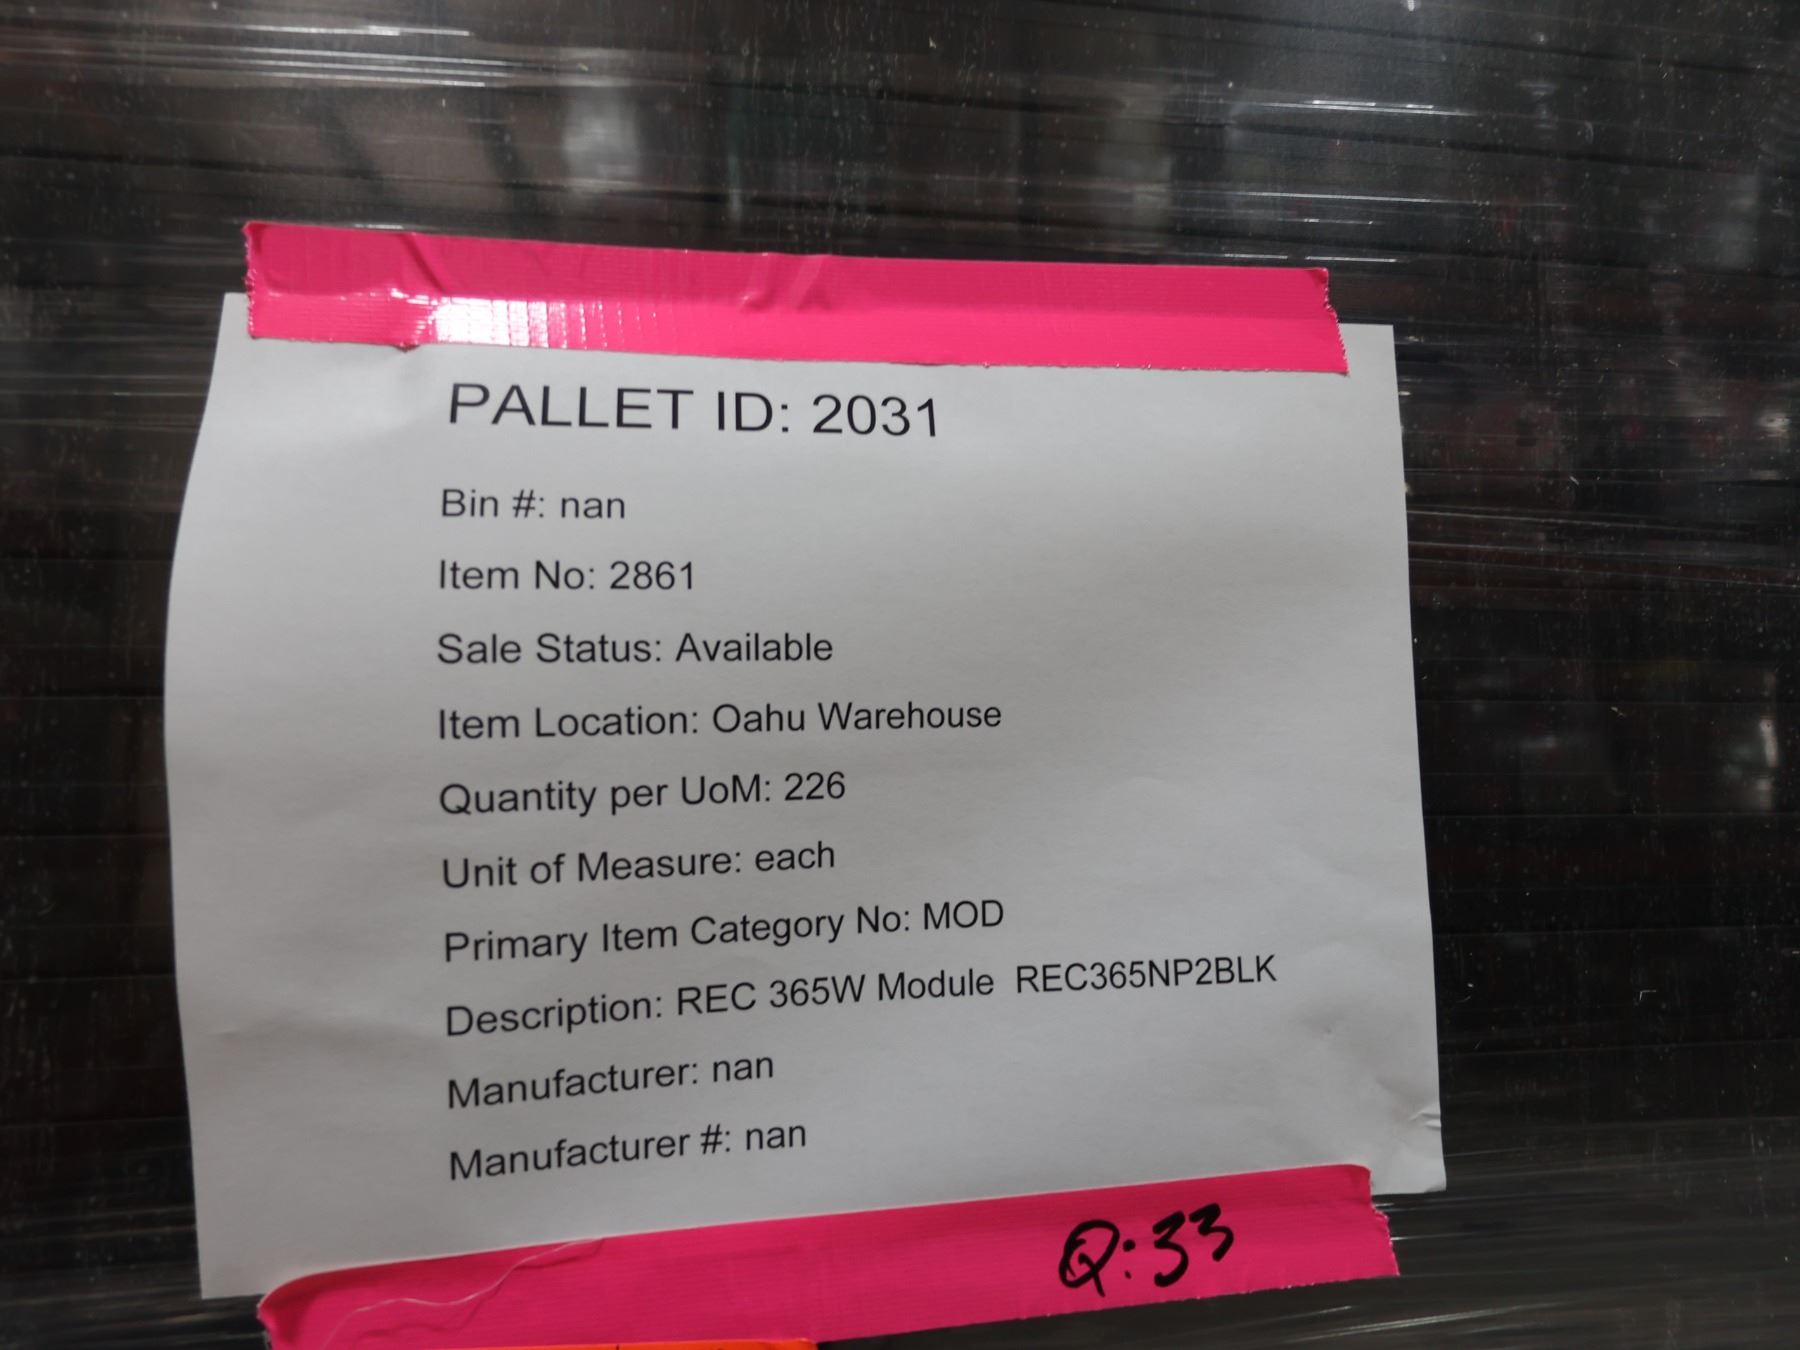 PALLET ID: 2031
Bin #: nan
Item No: 2861
Sale Status: Available
Item Location: Oahu Warehouse
Quantity per UoM: 226
Unit of Measure: each
Primary Item Category No: MOD
Description: REC 365W Module  REC365NP2BLK
Manufacturer: nan
Manufacturer #: nan
Q:33